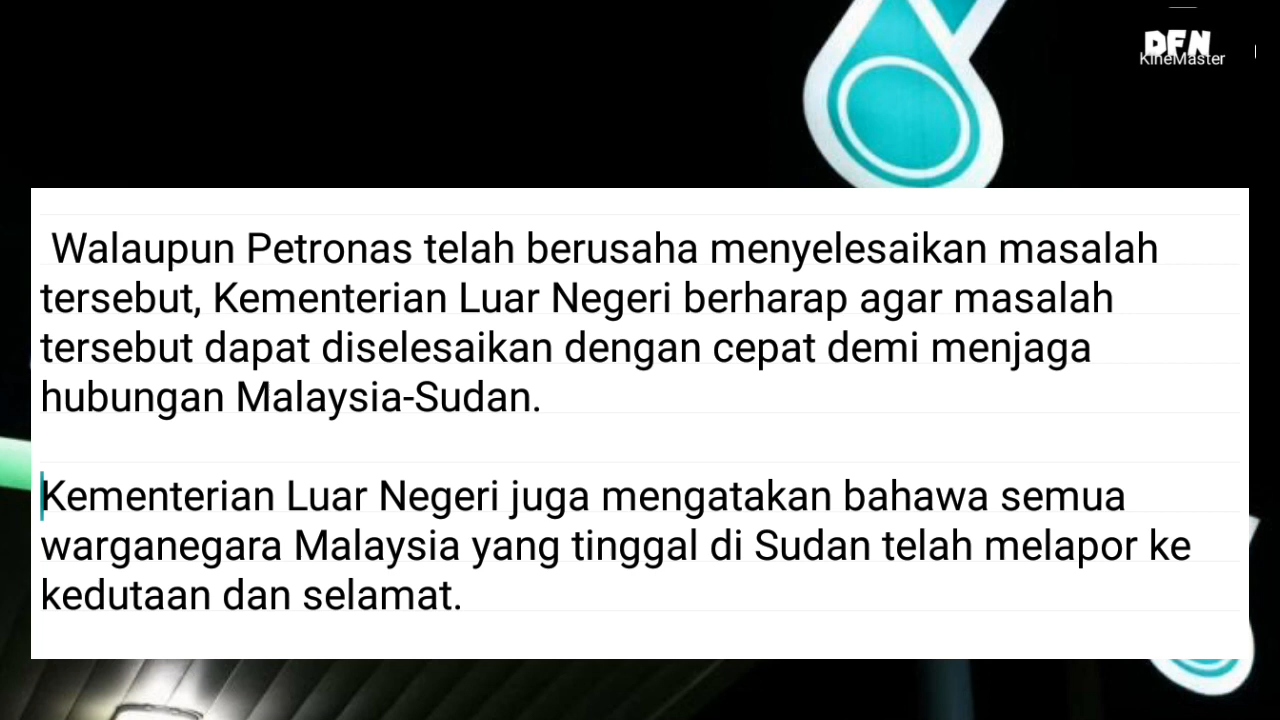 DFN
KineMaster
Walaupun Petronas telah berusaha menyelesaikan masalah
tersebut, Kementerian Luar Negeri berharap agar masalah
tersebut dapat diselesaikan dengan cepat demi menjaga
hubungan Malaysia-Sudan.
Kementerian Luar Negeri juga mengatakan bahawa semua
warganegara Malaysia yang tinggal di Sudan telah melapor ke
kedutaan dan selamat.